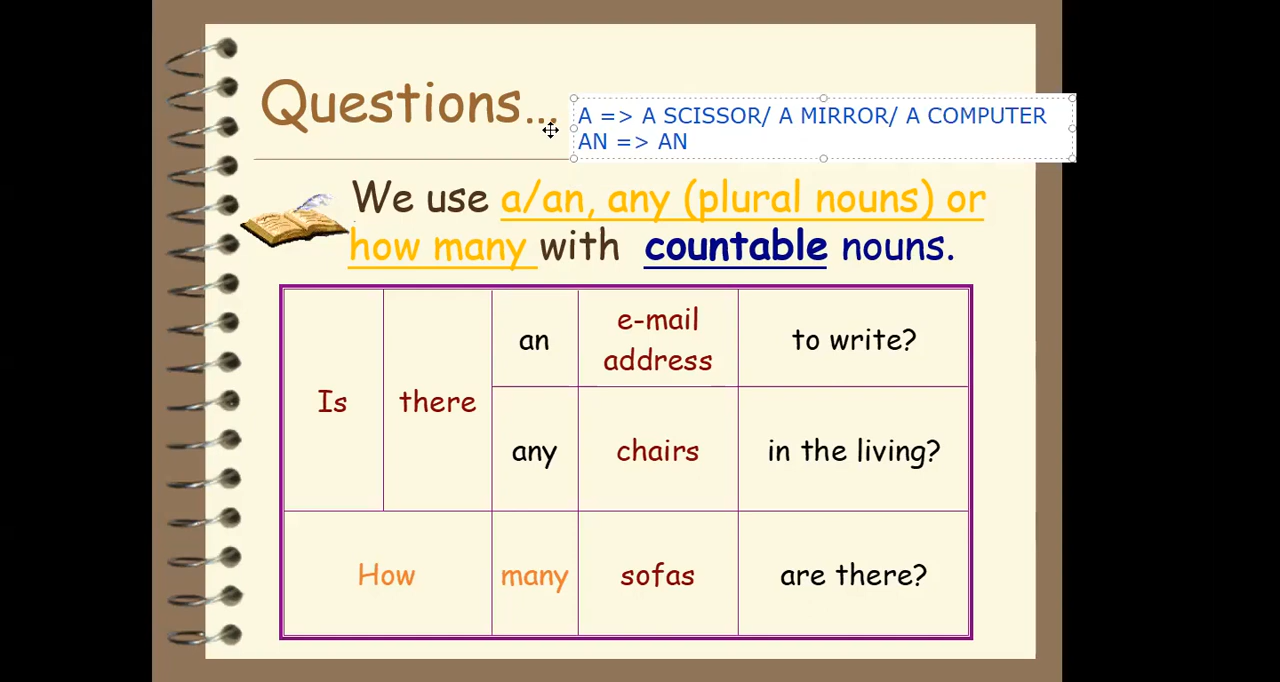 Questions...
A => A SCISSOR/ A MIRROR/ A COMPUTER
AN => AN
We use a/an, any (plural nouns) or
how many with countable nouns.
Is there an e-mail address to write?
any chairs in the living?
How many sofas are there?